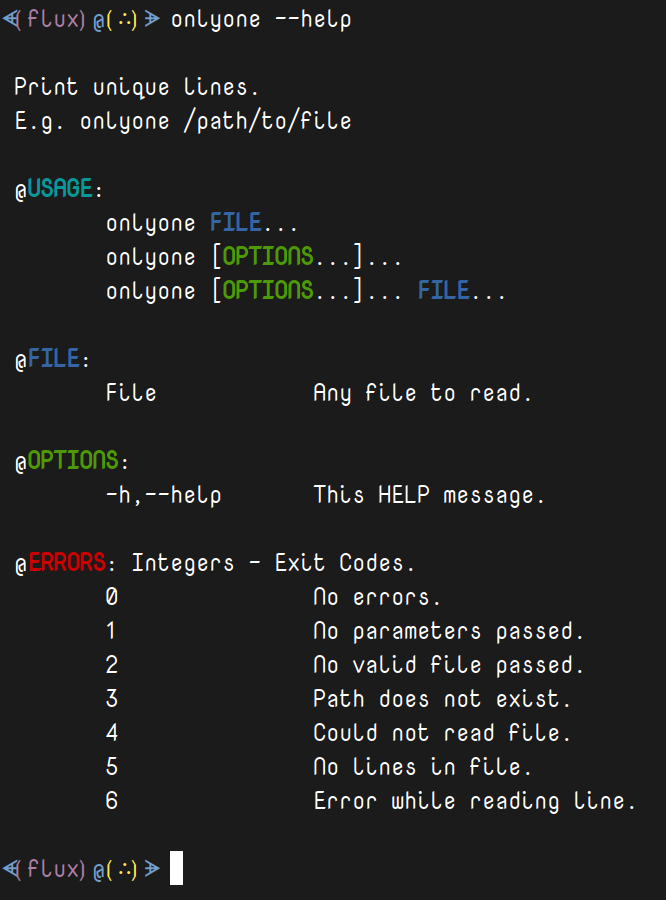 ⫷( flux) @(∴) ⫸ onlyone --help
Print unique lines.
E.g. onlyone /path/to/file
@USAGE:
onlyone FILE...
onlyone [OPTIONS...]...
onlyone [OPTIONS...]... FILE...
@FILE:
File Any file to read.
@OPTIONS:
-h,--help This HELP message.
@ERRORS: Integers - Exit Codes.
0 No errors.
1 No parameters passed.
2 No valid file passed.
3 Path does not exist.
4 Could not read file.
5 No lines in file.
6 Error while reading line.
⫷( flux) @(∴) ⫸